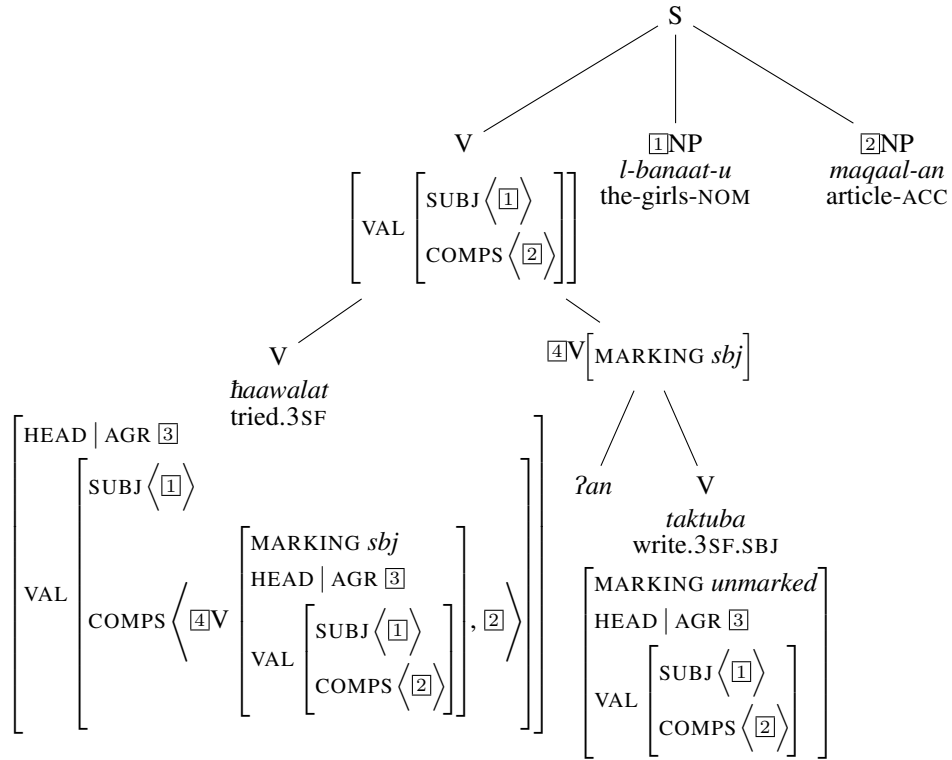 S
V 1NP 2NP
l-banaat-u maqaal-an
the-girls-NOM article-ACC
VAL SUBJ⟨1⟩
COMPS⟨2⟩
V 4V[MARKING sbj]
ħaawalat
tried.3SF
HEAD | AGR 3
VAL SUBJ⟨1⟩
COMPS⟨4V MARKING sbj
HEAD | AGR 3
VAL SUBJ⟨1⟩
COMPS⟨2⟩ , 2⟩
ʔan V
taktuba
write.3SF.SBJ
MARKING unmarked
HEAD | AGR 3
VAL SUBJ⟨1⟩
COMPS⟨2⟩